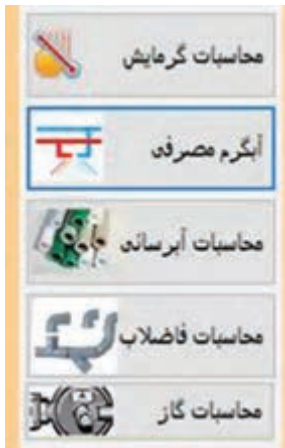 محاسبات گرمایش
آبگرم مصرفی
محاسبات آبرسانی
محاسبات فاضلاب
محاسبات گاز